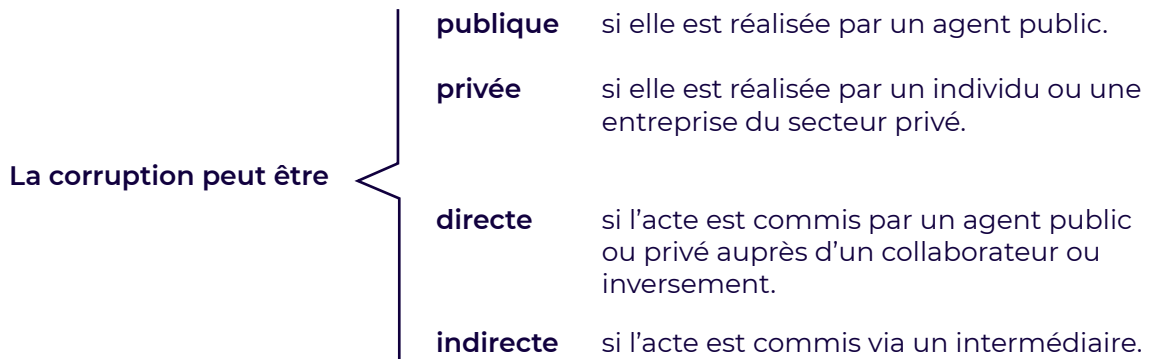 publique si elle est réalisée par un agent public.
privée si elle est réalisée par un individu ou une
entreprise du secteur privé.
La corruption peut être
directe si l’acte est commis par un agent public
ou privé auprès d’un collaborateur ou
inversement.
indirecte si l’acte est commis via un intermédiaire.